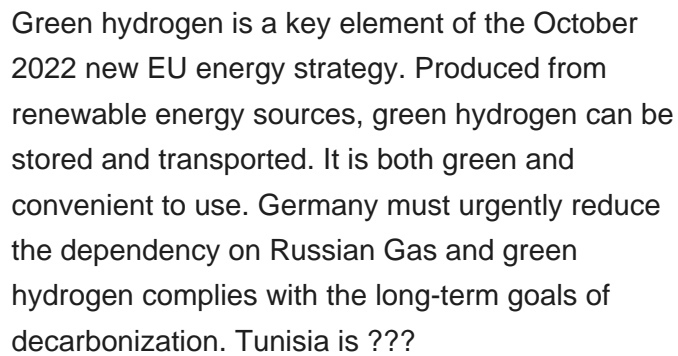 Green hydrogen is a key element of the October
2022 new EU energy strategy. Produced from
renewable energy sources, green hydrogen can be
stored and transported. It is both green and
convenient to use. Germany must urgently reduce
the dependency on Russian Gas and green
hydrogen complies with the long-term goals of
decarbonization. Tunisia is ???